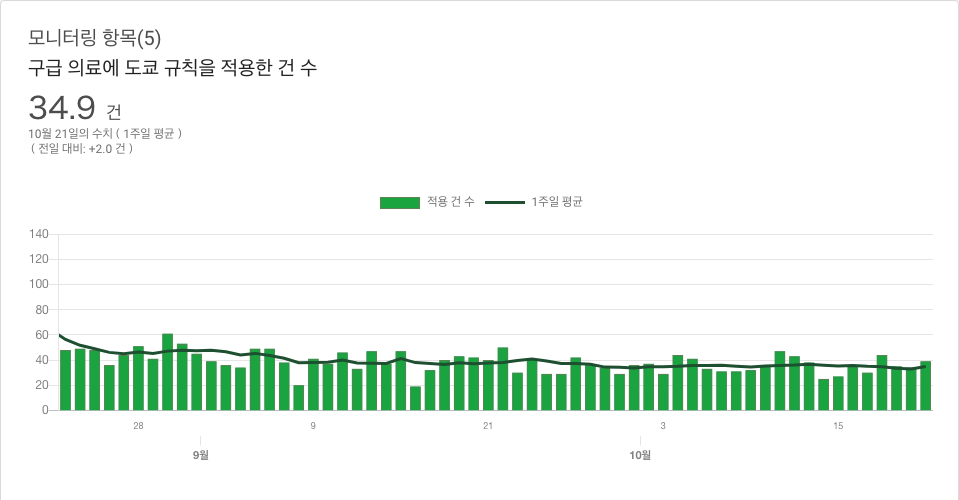 모니터링 항목(5)
구급 의료에 도쿄 규칙을 적용한 건 수
34.9 건
10월 21일의 수치 ( 1주일 평균 )
( 전일 대비: +2.0 건 )
적용 건 수 1주일 평균
140
120
100
80
60
40
20
0
28 9 21 3 15
9월 10월